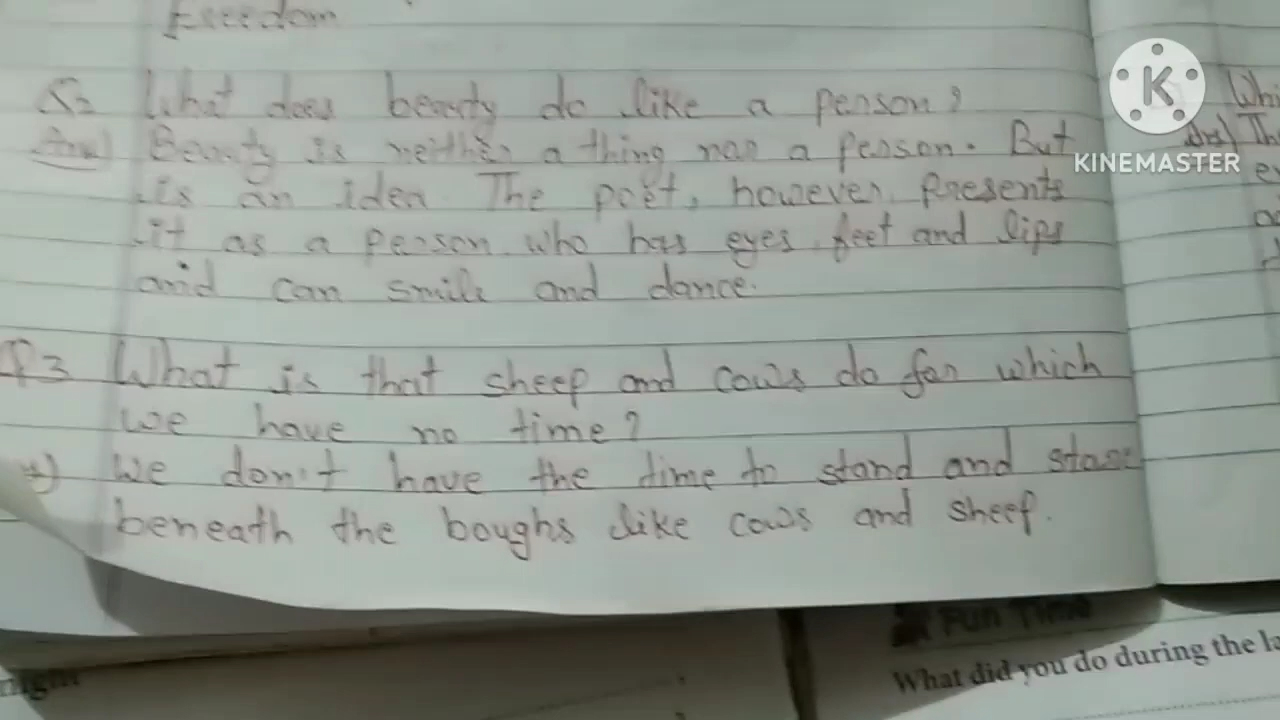 Freedom
Q2 What does beauty do like a person?
Ans) Beauty is neither a thing nor a person. But
is an idea. The poet, however, presents
it as a person who has eyes, feet and lips
and can smile and dance.
Q3 What is that sheep and cows do for which
we have no time?
We don't have the time to stand and stare
beneath the boughs like cows and sheep.
Ans) Th
K
KINEMASTER
Fun Time
What did you do during the la